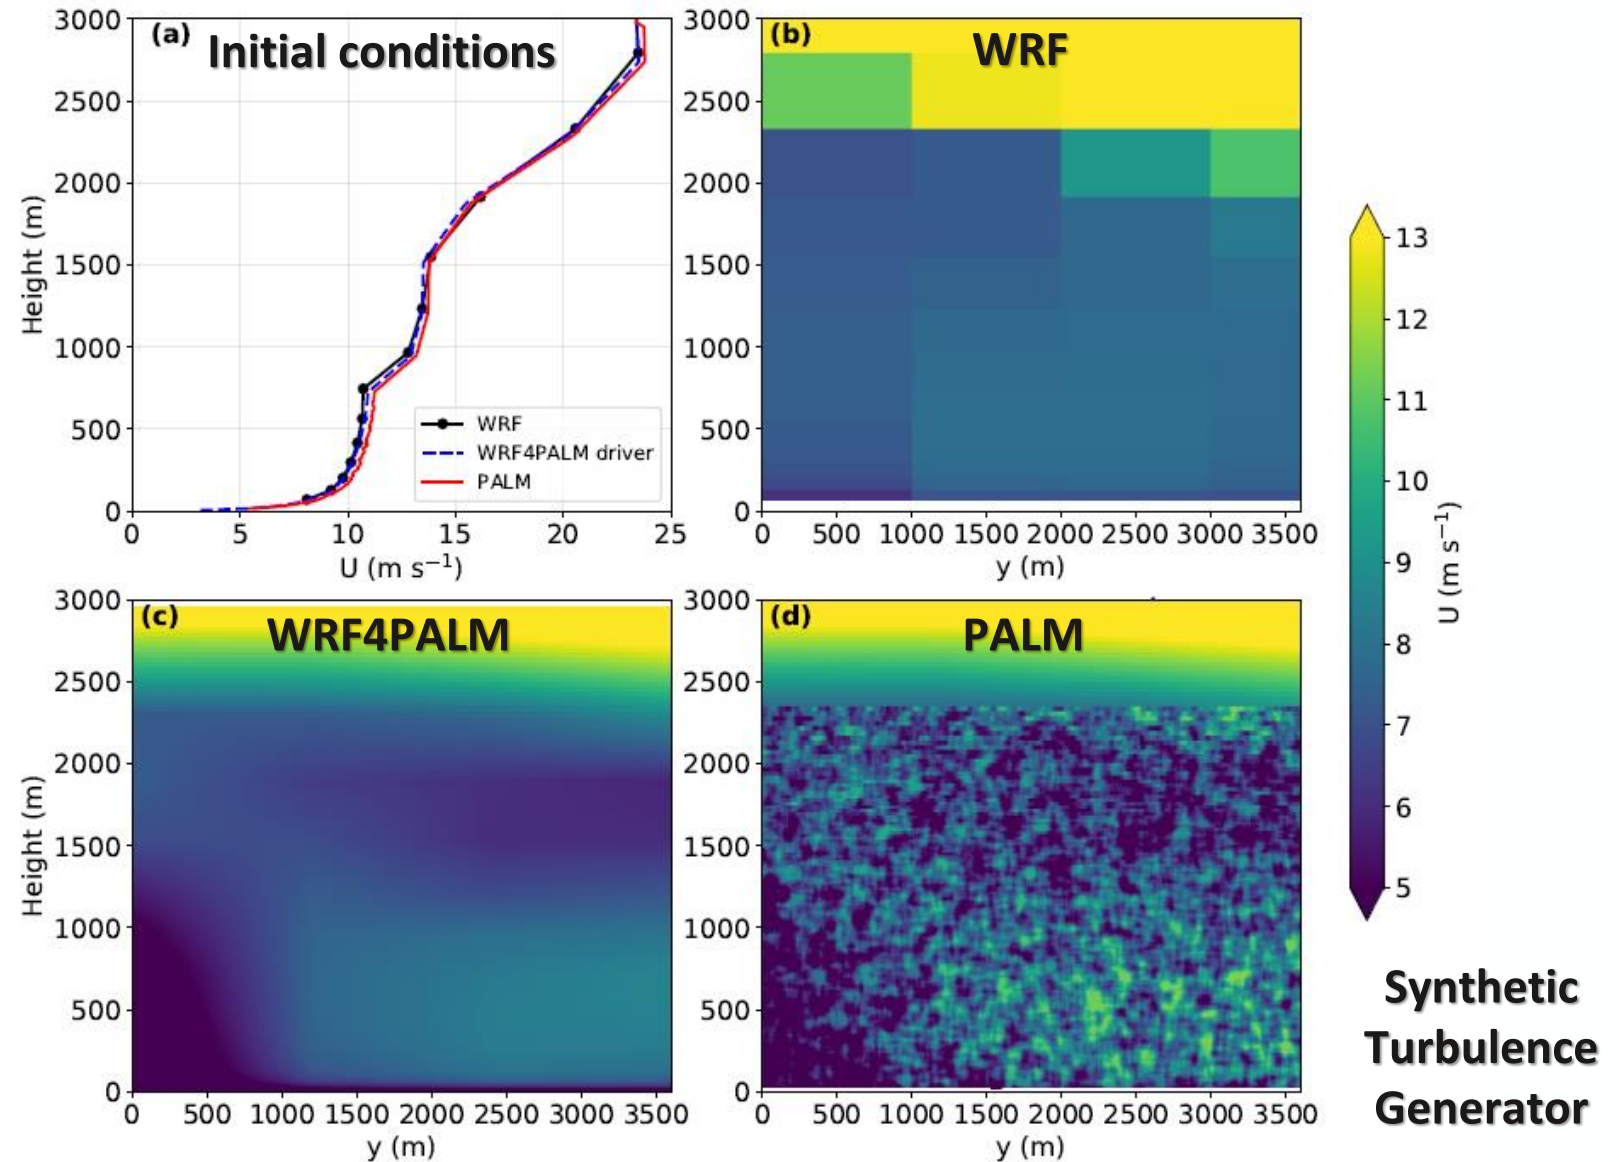 (a) Initial conditions
3000
2500
2000
1500
1000
500
0
Height (m)
WRF
WRF4PALM driver
PALM
0 5 10 15 20 25
U (m s⁻¹)
(b) WRF
3000
2500
2000
1500
1000
500
0
0 500 1000 1500 2000 2500 3000 3500
y (m)
(c) WRF4PALM
3000
2500
2000
1500
1000
500
0
Height (m)
0 500 1000 1500 2000 2500 3000 3500
y (m)
(d) PALM
3000
2500
2000
1500
1000
500
0
0 500 1000 1500 2000 2500 3000 3500
y (m)
13
12
11
10
9
8
7
6
5
U (m s⁻¹)
Synthetic
Turbulence
Generator